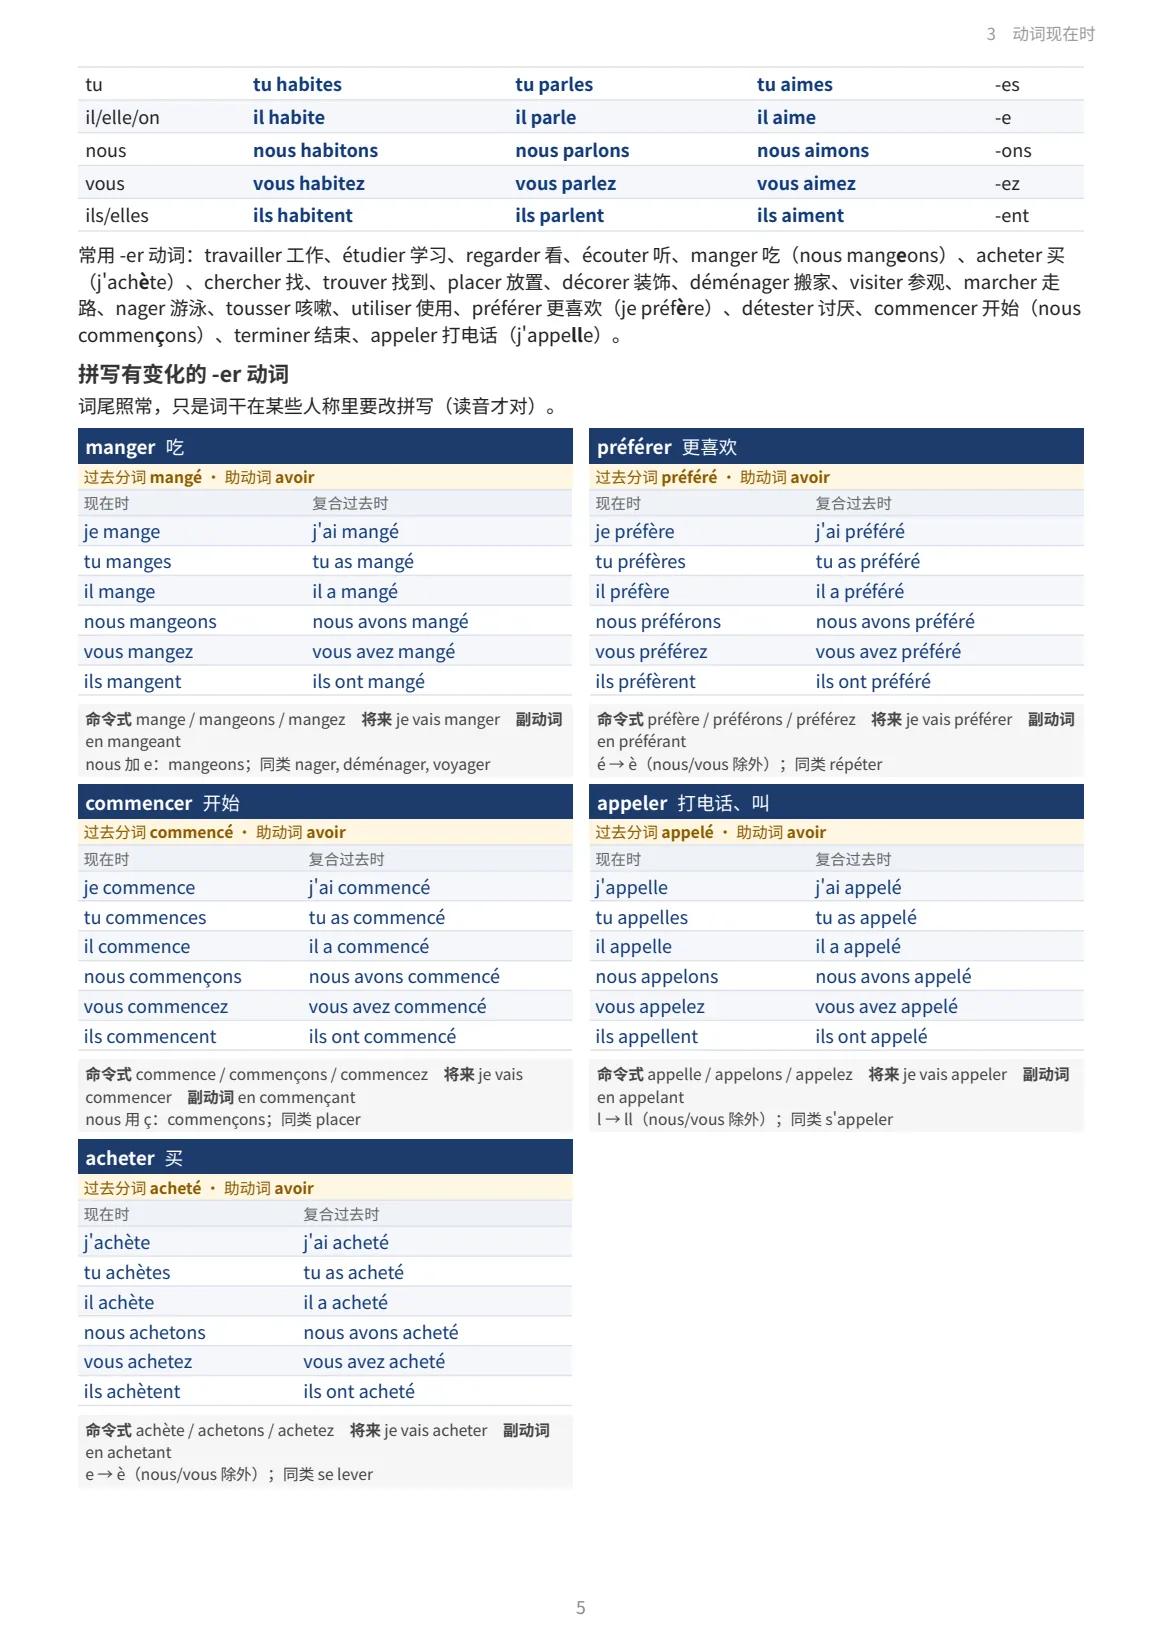 3 动词现在时
tu tu habites tu parles tu aimes -es
il/elle/on il habite il parle il aime -e
nous nous habitons nous parlons nous aimons -ons
vous vous habitez vous parlez vous aimez -ez
ils/elles ils habitent ils parlent ils aiment -ent
常用 -er 动词：travailler 工作、étudier 学习、regarder 看、écouter 听、manger 吃（nous mangeons）、acheter 买
（j'achète）、chercher 找、trouver 找到、placer 放置、décorer 装饰、déménager 搬家、visiter 参观、marcher 走
路、nager 游泳、tousser 咳嗽、utiliser 使用、préférer 更喜欢（je préfère）、détester 讨厌、commencer 开始（nous
commençons）、terminer 结束、appeler 打电话（j'appelle）。
拼写有变化的 -er 动词
词尾照常，只是词干在某些人称里要改拼写（读音才对）。
manger 吃
过去分词 mangé · 助动词 avoir
现在时 复合过去时
je mange j'ai mangé
tu manges tu as mangé
il mange il a mangé
nous mangeons nous avons mangé
vous mangez vous avez mangé
ils mangent ils ont mangé
命令式 mange / mangeons / mangez 将来 je vais manger 副动词
en mangeant
nous 加 e：mangeons；同类 nager, déménager, voyager
préférer 更喜欢
过去分词 préféré · 助动词 avoir
现在时 复合过去时
je préfère j'ai préféré
tu préfères tu as préféré
il préfère il a préféré
nous préférons nous avons préféré
vous préférez vous avez préféré
ils préfèrent ils ont préféré
命令式 préfère / préférons / préférez 将来 je vais préférer 副动词
en préférant
é → è（nous/vous 除外）；同类 répéter
commencer 开始
过去分词 commencé · 助动词 avoir
现在时 复合过去时
je commence j'ai commencé
tu commences tu as commencé
il commence il a commencé
nous commençons nous avons commencé
vous commencez vous avez commencé
ils commencent ils ont commencé
命令式 commence / commençons / commencez 将来 je vais
commencer 副动词 en commençant
nous 用 ç：commençons；同类 placer
appeler 打电话、叫
过去分词 appelé · 助动词 avoir
现在时 复合过去时
j'appelle j'ai appelé
tu appelles tu as appelé
il appelle il a appelé
nous appelons nous avons appelé
vous appelez vous avez appelé
ils appellent ils ont appelé
命令式 appelle / appelons / appelez 将来 je vais appeler 副动词
en appelant
l → ll（nous/vous 除外）；同类 s'appeler
acheter 买
过去分词 acheté · 助动词 avoir
现在时 复合过去时
j'achète j'ai acheté
tu achètes tu as acheté
il achète il a acheté
nous achetons nous avons acheté
vous achetez vous avez acheté
ils achètent ils ont acheté
命令式 achète / achetons / achetez 将来 je vais acheter 副动词
en achetant
e → è（nous/vous 除外）；同类 se lever
5